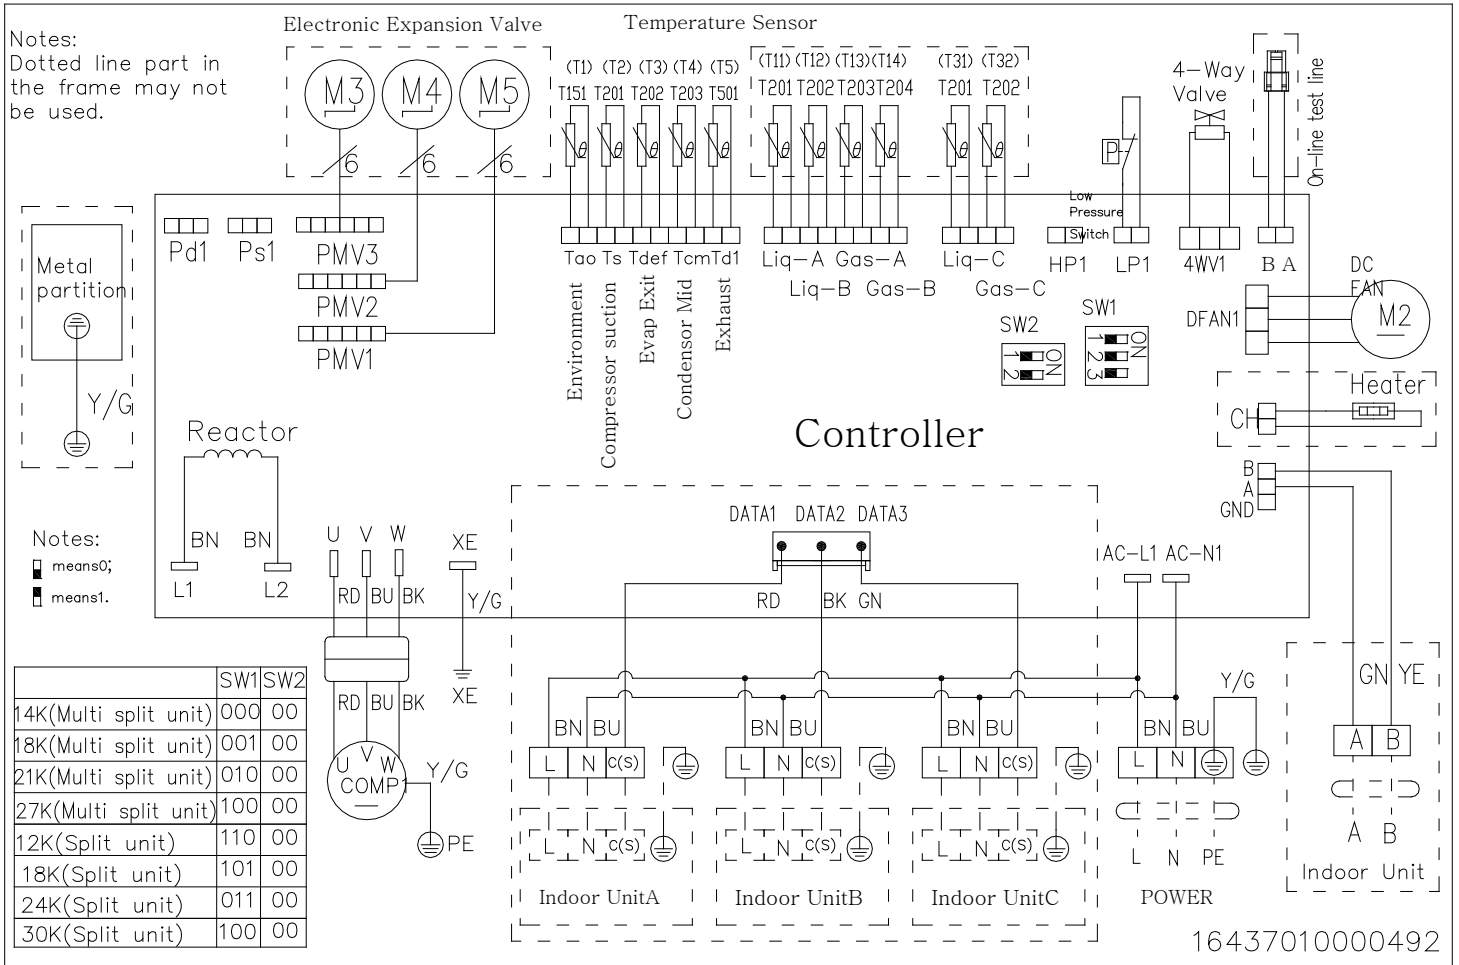 Notes:
Dotted line part in
the frame may not
be used.
Electronic Expansion Valve
M3 M4 M5
6 6 6
Temperature Sensor
(T1) (T2) (T3) (T4) (T5)
T151 T201 T202 T203 T501
θ θ θ θ θ
(T11) (T12) (T13) (T14)
T201 T202 T203 T204
θ θ θ θ
(T31) (T32)
T201 T202
θ θ
P
4-Way
Valve
On-line test line
Metal
partition
Y/G
Pd1 Ps1
PMV3
PMV2
PMV1
Tao Ts Tdef Tcm Td1
Environment
Compressor suction
Evap Exit
Condensor Mid
Exhaust
Liq-A Gas-A
Liq-B Gas-B
Liq-C
Gas-C
Low
Pressure
Switch
HP1 LP1 4WV1 B A
DC
FAN
M2
DFAN1
SW2
1 2 ON
SW1
1 2 3 ON
Heater
CH
Controller
B
A
GND
Reactor
BN BN
L1 L2
Notes:
means0;
means1.
U V W
RD BU BK
XE
Y/G
XE
RD BU BK
U V W
COMP1
Y/G
PE
DATA1 DATA2 DATA3
RD BK GN
AC-L1 AC-N1
Y/G
BN BU
L N C(S)
BN BU
L N C(S)
BN BU
L N C(S)
BN BU
L N
L N C(S)
Indoor UnitA
L N C(S)
Indoor UnitB
L N C(S)
Indoor UnitC
L N PE
POWER
GN YE
A B
A B
Indoor Unit
SW1 SW2
14K(Multi split unit) 000 00
18K(Multi split unit) 001 00
21K(Multi split unit) 010 00
27K(Multi split unit) 100 00
12K(Split unit) 110 00
18K(Split unit) 101 00
24K(Split unit) 011 00
30K(Split unit) 100 00
16437010000492